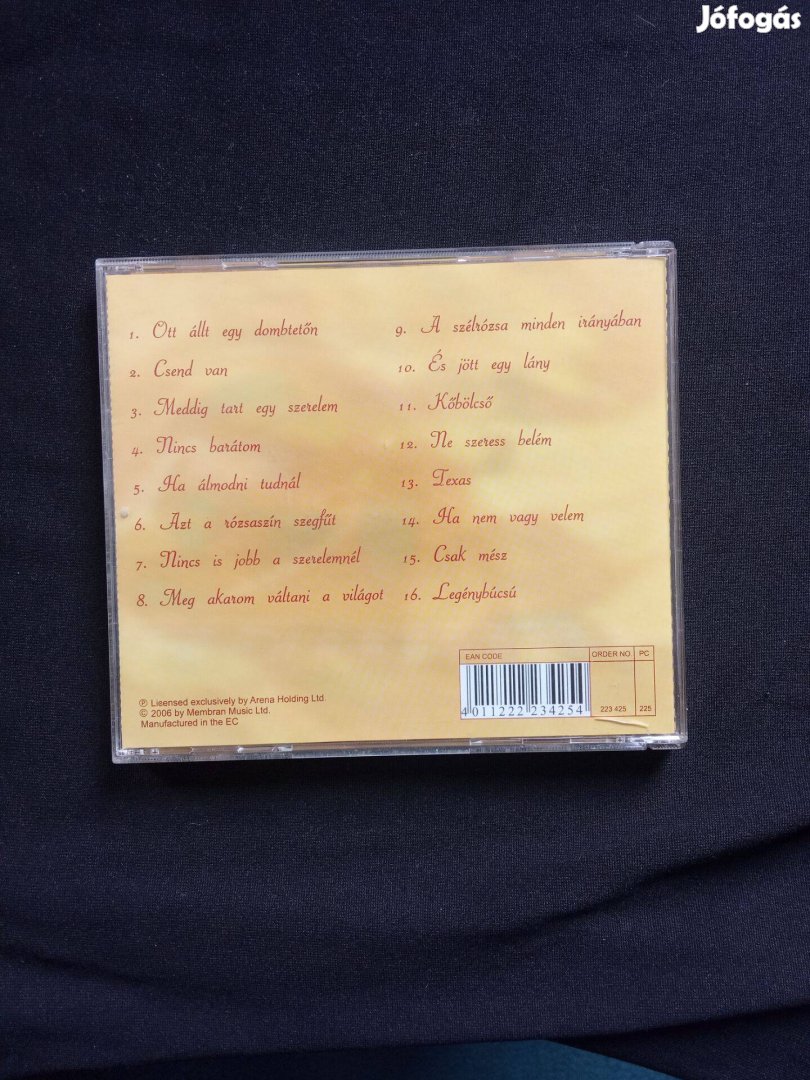 Jófogás
1. Ott állt egy dombtetőn
2. Csend van
3. Meddig tart egy szerelem
4. Nincs barátom
5. Ha álmodni tudnál
6. Azt a rózsaszín szegfűt
7. Nincs is jobb a szerelemnél
8. Meg akarom váltani a világot
9. A szélrózsa minden irányában
10. És jött egy lány
11. Kőbölcső
12. Ne szeress belém
13. Texas
14. Ha nem vagy velem
15. Csak mész
16. Legénybúcsú
℗ Licensed exclusively by Arena Holding Ltd.
© 2006 by Membran Music Ltd.
Manufactured in the EC
EAN CODE ORDER NO. PC
4 011222 234254 223 425 225